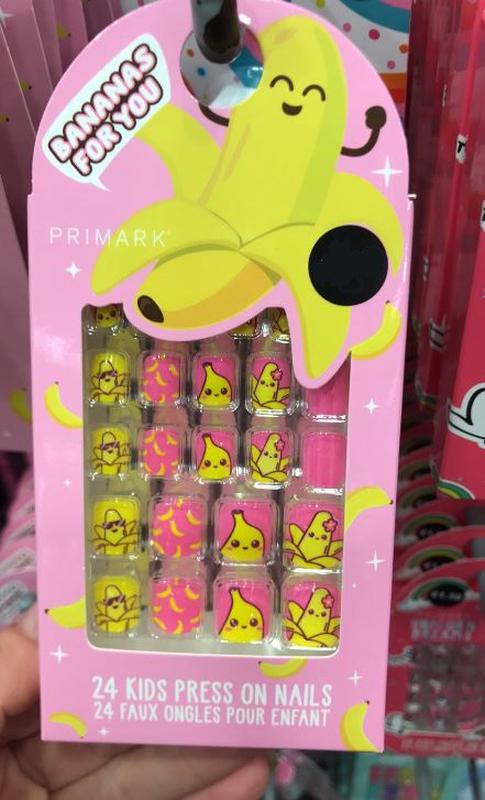 BANANAS
FOR YOU
PRIMARK
24 KIDS PRESS ON NAILS
24 FAUX ONGLES POUR ENFANT